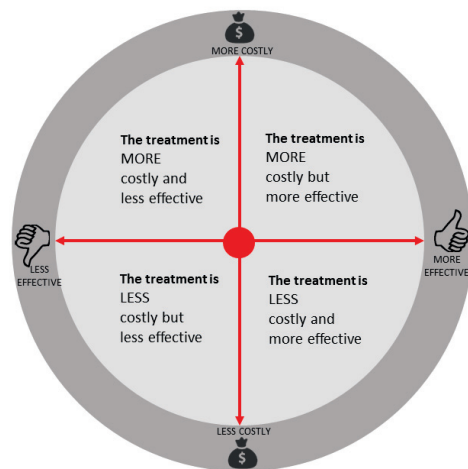 $
MORE COSTLY
The treatment is
MORE
costly and
less effective
The treatment is
MORE
costly but
more effective
LESS
EFFECTIVE
MORE
EFFECTIVE
The treatment is
LESS
costly but
less effective
The treatment is
LESS
costly and
more effective
LESS COSTLY
$